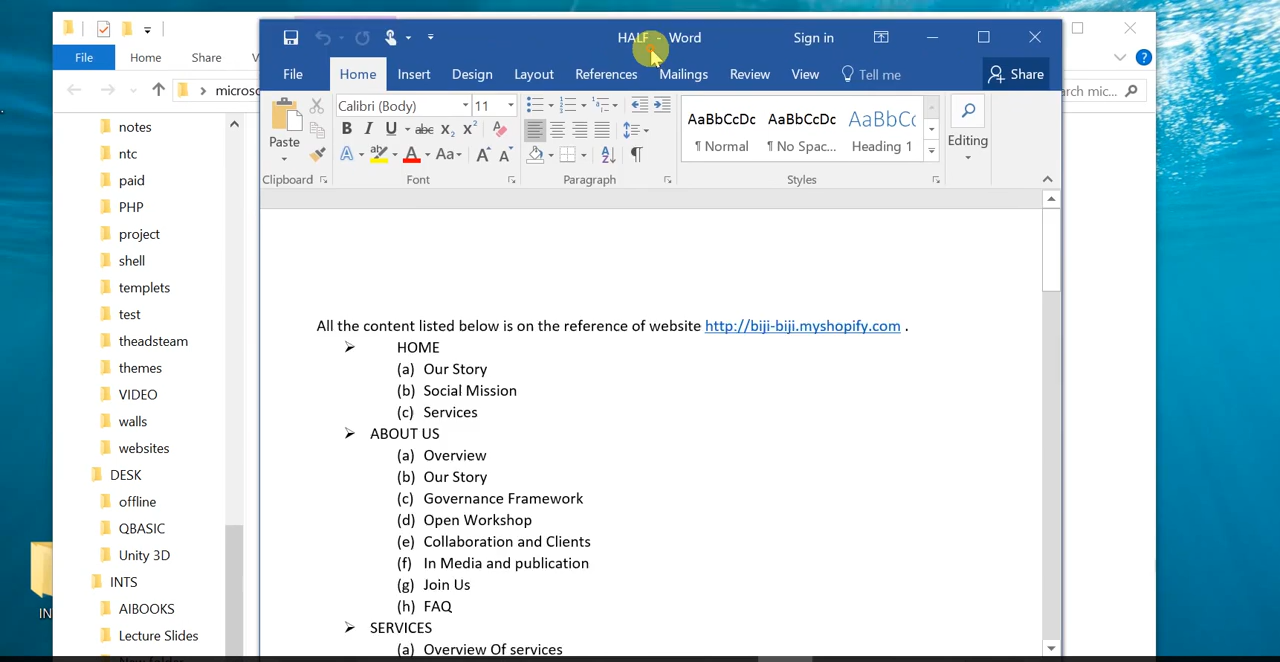 HALF - Word
Sign in
File Home Share V
File Home Insert Design Layout References Mailings Review View Tell me Share
microso
rch mic...
Paste
Calibri (Body) 11
AaBbCcDc AaBbCcDc AaBbCc
¶ Normal ¶ No Spac... Heading 1
Editing
Clipboard Font Paragraph Styles
notes
ntc
paid
PHP
project
shell
templets
test
theadsteam
themes
VIDEO
walls
websites
DESK
offline
QBASIC
Unity 3D
INTS
AIBOOKS
Lecture Slides
IN
All the content listed below is on the reference of website http://biji-biji.myshopify.com .
➢ HOME
(a) Our Story
(b) Social Mission
(c) Services
➢ ABOUT US
(a) Overview
(b) Our Story
(c) Governance Framework
(d) Open Workshop
(e) Collaboration and Clients
(f) In Media and publication
(g) Join Us
(h) FAQ
➢ SERVICES
(a) Overview Of services